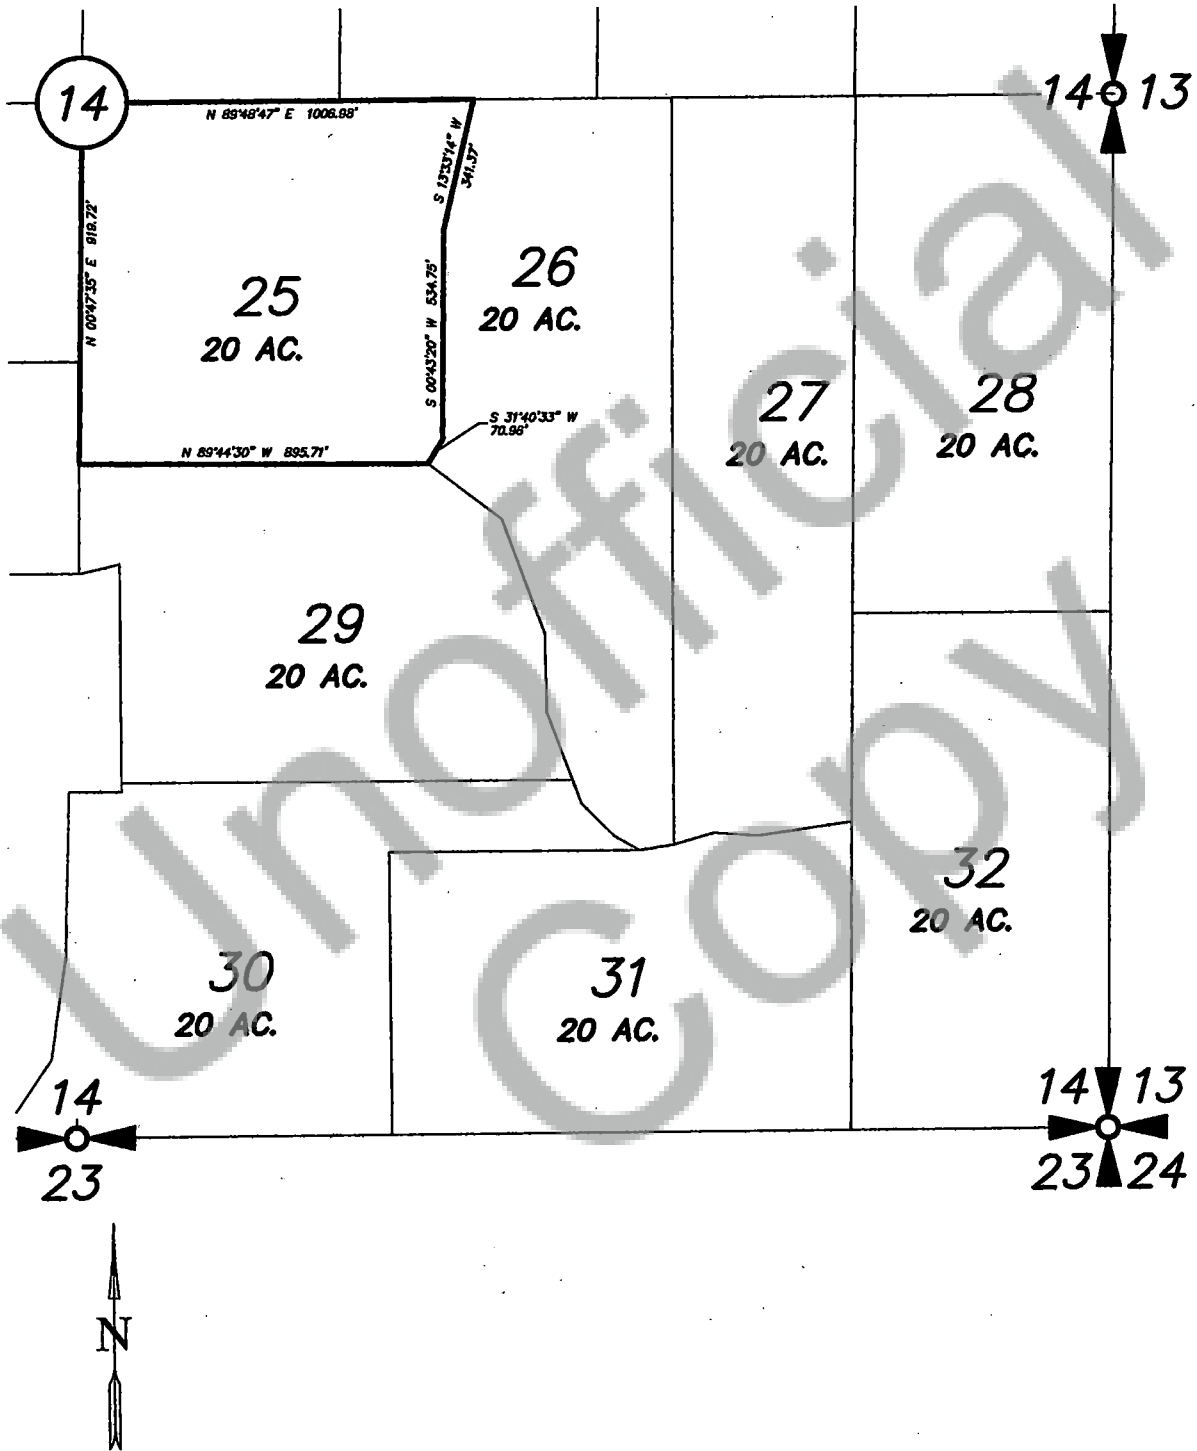 14
14 13
N 89°48'47" E 1006.98'
S 13°33'14" W
341.37'
N 00°47'35" E 919.72'
25
20 AC.
26
20 AC.
S 00°43'20" W 534.75'
27
20 AC.
28
20 AC.
S 31°40'33" W
70.96'
N 89°44'30" W 895.71'
29
20 AC.
32
20 AC.
30
20 AC.
31
20 AC.
14
23
14 13
23 24
N
Unofficial
Copy